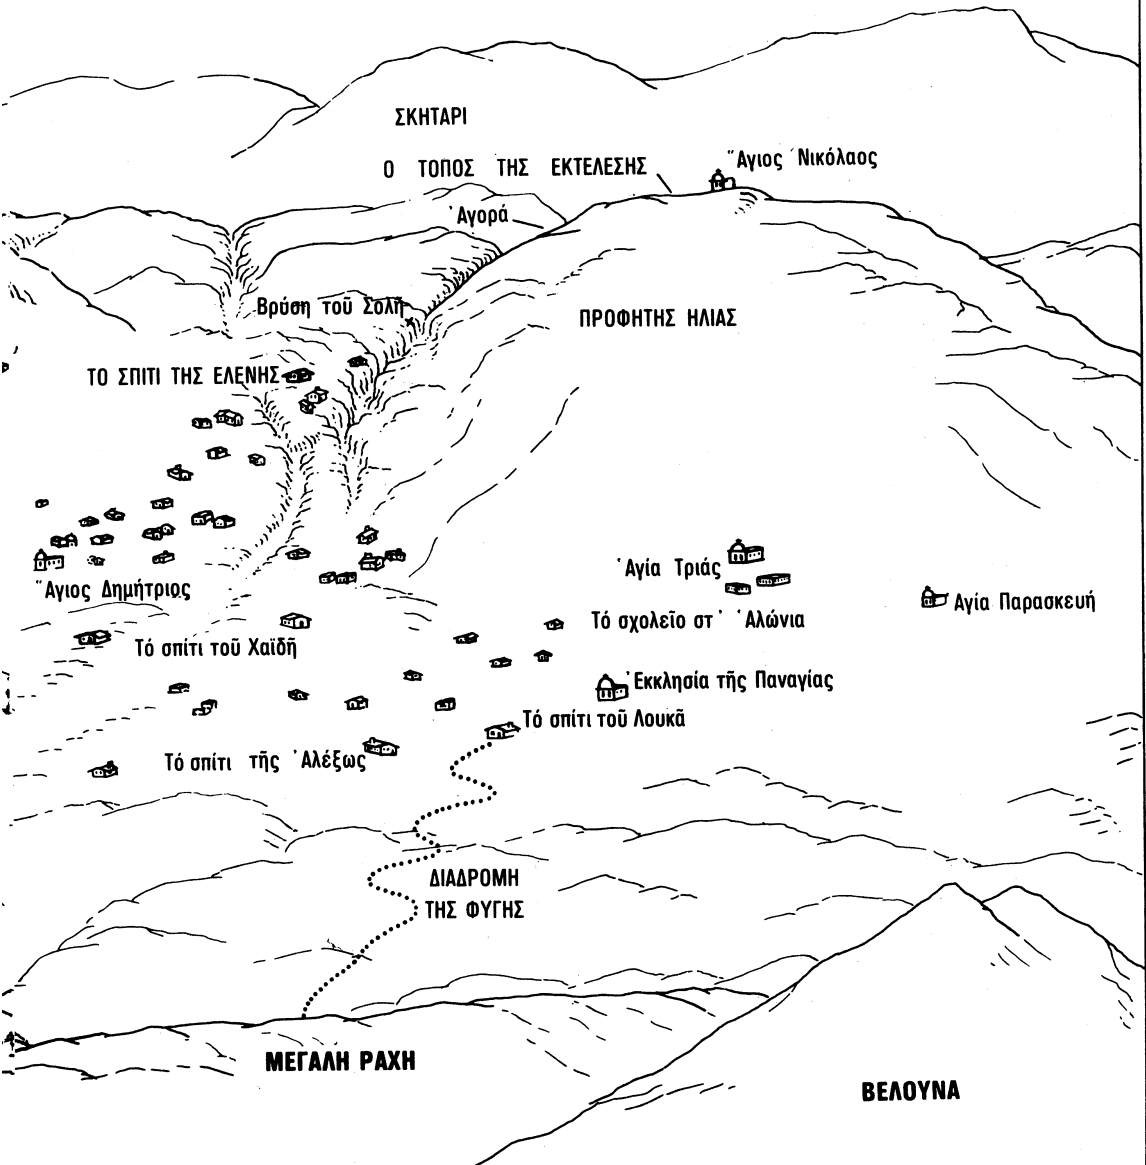 ΣΚΗΤΑΡΙ
Ο ΤΟΠΟΣ ΤΗΣ ΕΚΤΕΛΕΣΗΣ
Ἅγιος Νικόλαος
Ἀγορά
Βρύση τοῦ Σολῆ
ΠΡΟΦΗΤΗΣ ΗΛΙΑΣ
ΤΟ ΣΠΙΤΙ ΤΗΣ ΕΛΕΝΗΣ
Ἁγία Τριάς
Ἅγιος Δημήτριος
Ἁγία Παρασκευή
Τό σχολεῖο στ' Ἁλώνια
Τό σπίτι τοῦ Χαϊδῆ
Ἐκκλησία τῆς Παναγίας
Τό σπίτι τοῦ Λουκᾶ
Τό σπίτι τῆς Ἀλέξως
ΔΙΑΔΡΟΜΗ
ΤΗΣ ΦΥΓΗΣ
ΜΕΓΑΛΗ ΡΑΧΗ
ΒΕΛΟΥΝΑ